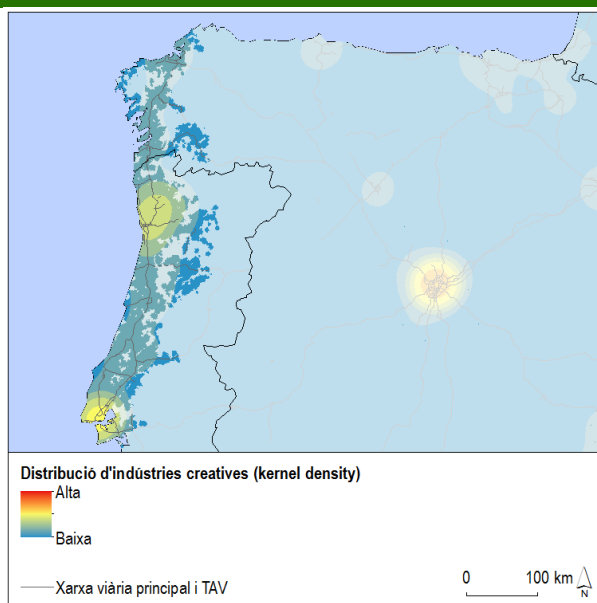 Distribució d'indústries creatives (kernel density)
Alta
Baixa
Xarxa viària principal i TAV
0 100 km
N